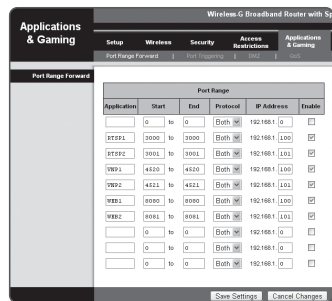 Wireless-G Broadband Router with Sp
Applications & Gaming
Setup Wireless Security Access Restrictions Applications & Gaming
Port Range Forward | Port Triggering | DMZ | QoS
Port Range Forward
Port Range
Application Start End Protocol IP Address Enable
0 to 0 Both 192.168.1. 0
RTSP1 3000 to 3000 Both 192.168.1. 100
RTSP2 3001 to 3001 Both 192.168.1. 101
VNP1 4520 to 4520 Both 192.168.1. 100
VNP2 4521 to 4521 Both 192.168.1. 101
WEB1 8080 to 8080 Both 192.168.1. 100
WEB2 8081 to 8081 Both 192.168.1. 101
0 to 0 Both 192.168.1. 0
0 to 0 Both 192.168.1. 0
0 to 0 Both 192.168.1. 0
Save Settings Cancel Changes